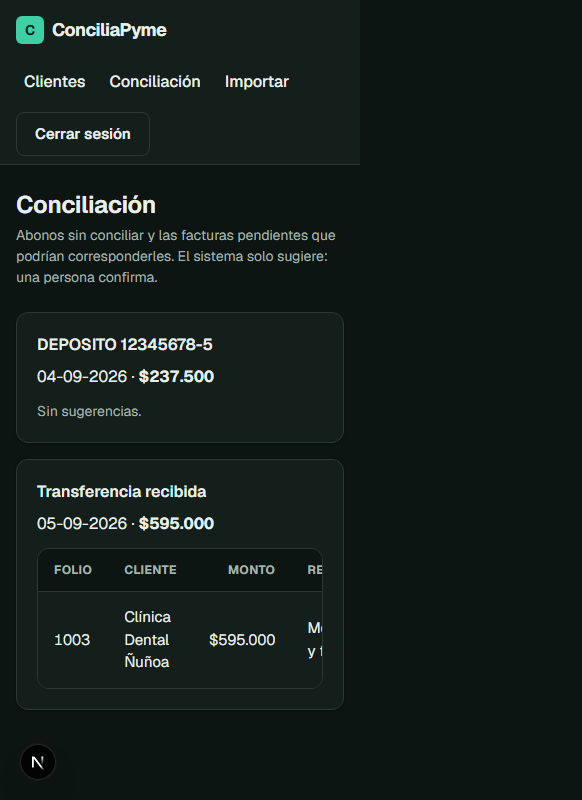 C ConciliaPyme
Clientes Conciliación Importar
Cerrar sesión
Conciliación
Abonos sin conciliar y las facturas pendientes que
podrían corresponderles. El sistema solo sugiere:
una persona confirma.
DEPOSITO 12345678-5
04-09-2026 · $237.500
Sin sugerencias.
Transferencia recibida
05-09-2026 · $595.000
FOLIO CLIENTE MONTO
1003 Clínica
Dental
Ñuñoa $595.000
y
N